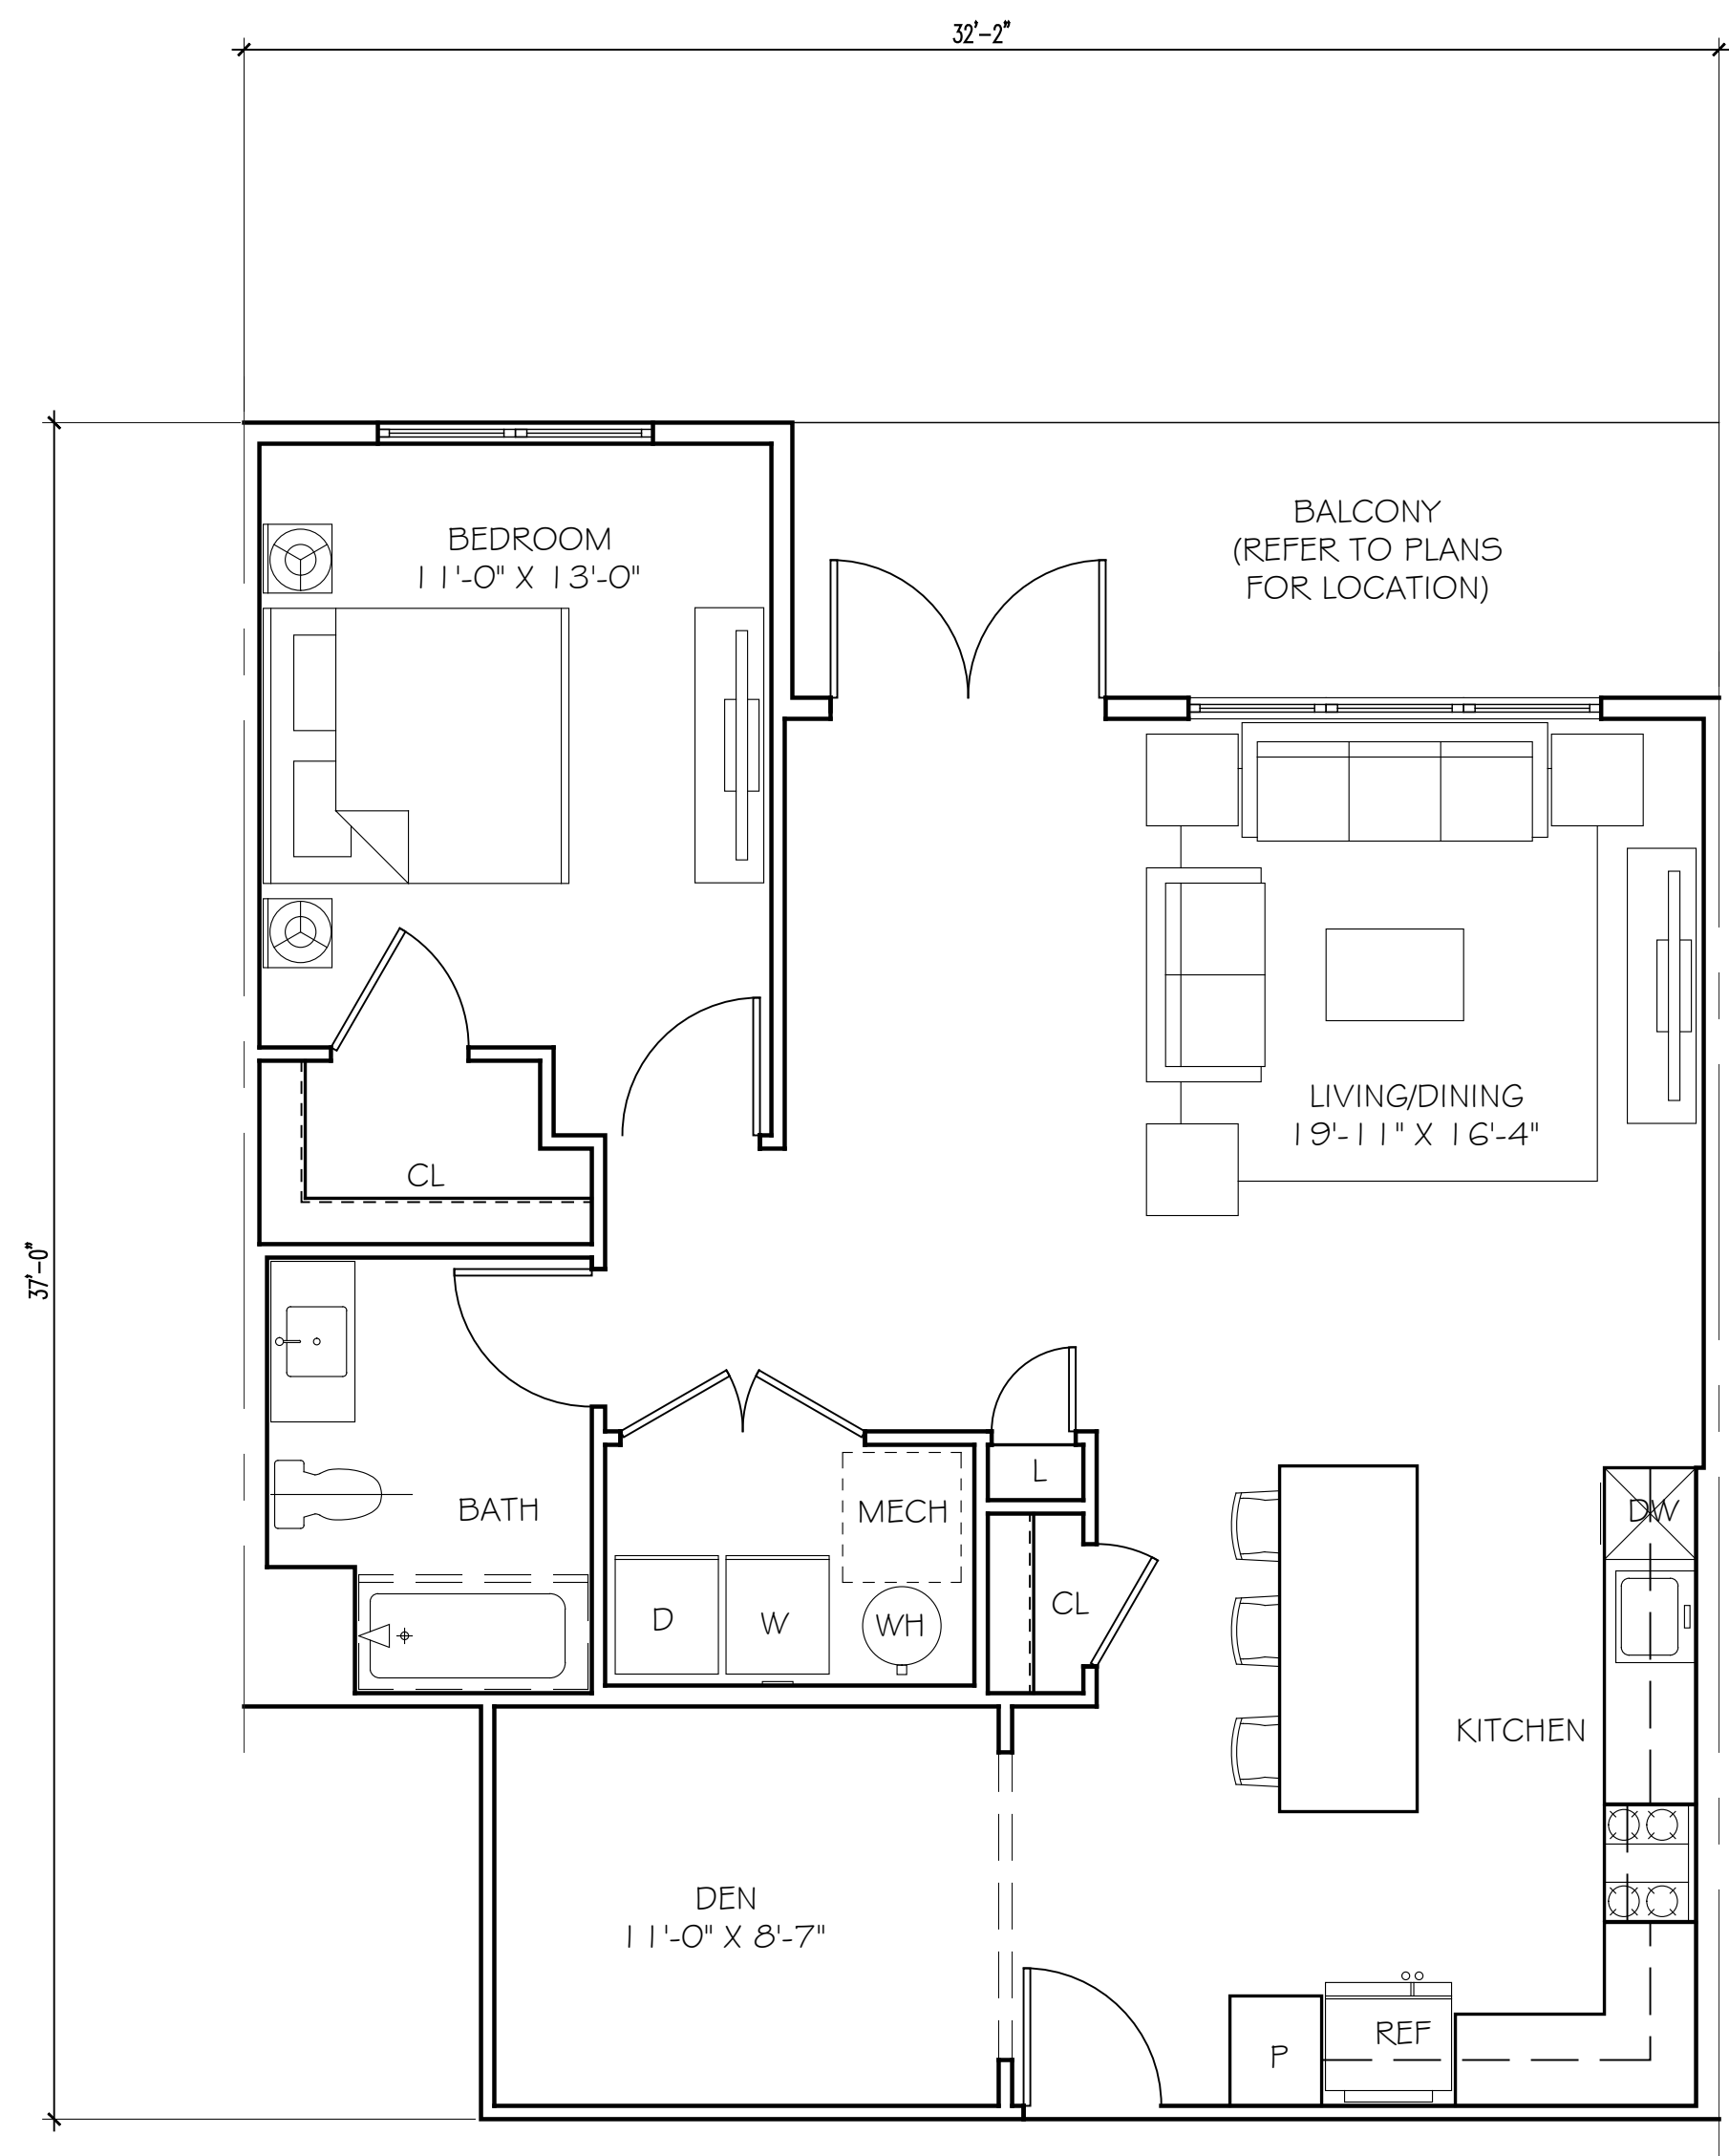 32'-2"
BEDROOM
11'-0" X 13'-0"
BALCONY
(REFER TO PLANS
FOR LOCATION)
LIVING/DINING
19'-11" X 16'-4"
CL
37'-0"
L
MECH
BATH
DW
D
W
WH
CL
KITCHEN
DEN
11'-0" X 8'-7"
REF
P